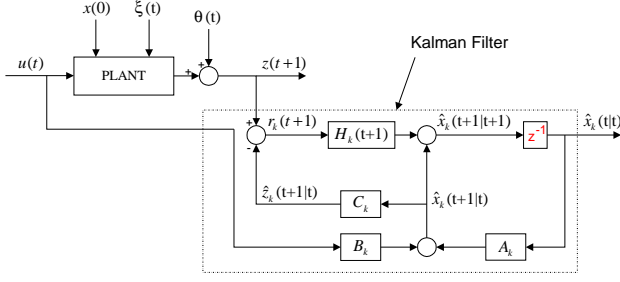 x(0)
ξ(t)
θ(t)
Kalman Filter
u(t)
PLANT
+
+
z(t+1)
+
-
r_k(t+1)
H_k(t+1)
x̂_k(t+1|t+1)
z⁻¹
x̂_k(t|t)
ẑ_k(t+1|t)
C_k
x̂_k(t+1|t)
B_k
A_k